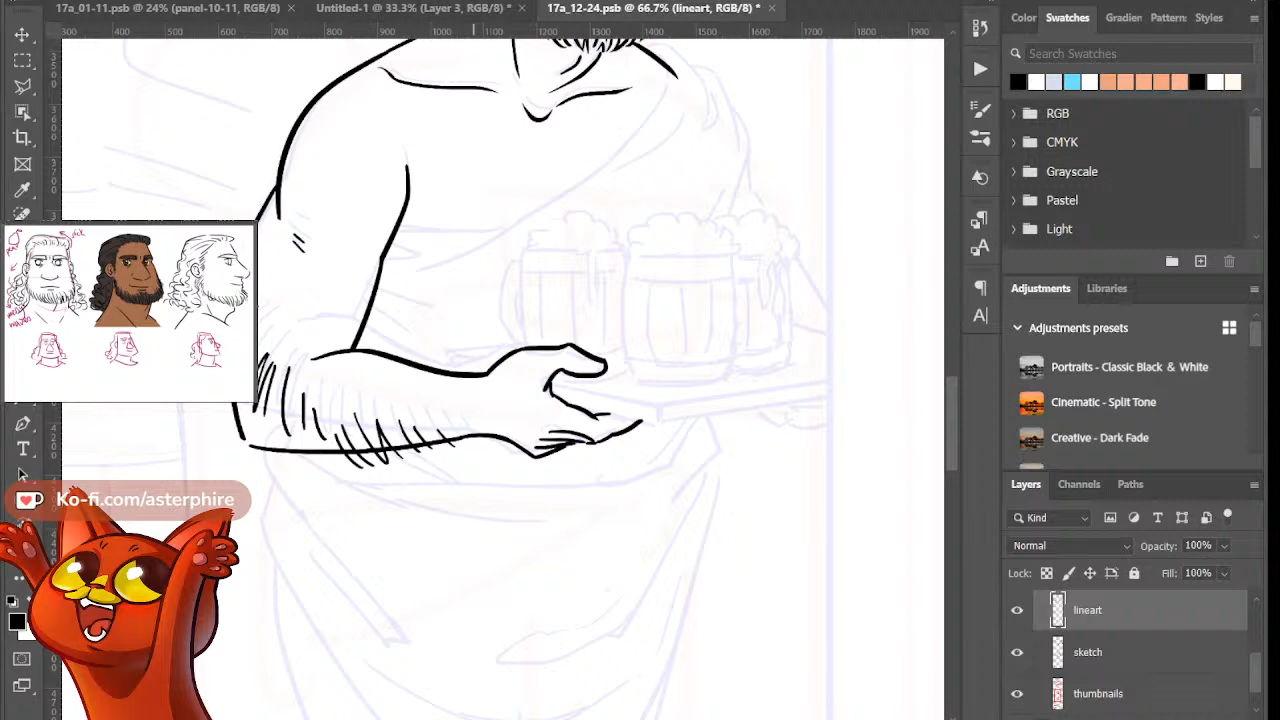 17a_01-11.psb @ 24% (panel-10-11, RGB/8) ×
Untitled-1 @ 33.3% (Layer 3, RGB/8) * ×
17a_12-24.psb @ 66.7% (lineart, RGB/8) * ×
300 400 500 600 700 800 900 1000 1100 1200 1300 1400 1500 1600 1700 1800 1900
Color Swatches Gradien Pattern: Styles
Search Swatches
RGB
CMYK
Grayscale
Pastel
Light
Adjustments Libraries
Adjustments presets
Portraits - Classic Black & White
Cinematic - Split Tone
Creative - Dark Fade
Layers Channels Paths
Kind
Normal Opacity: 100%
Lock: Fill: 100%
lineart
sketch
thumbnails
Ko-fi.com/asterphire